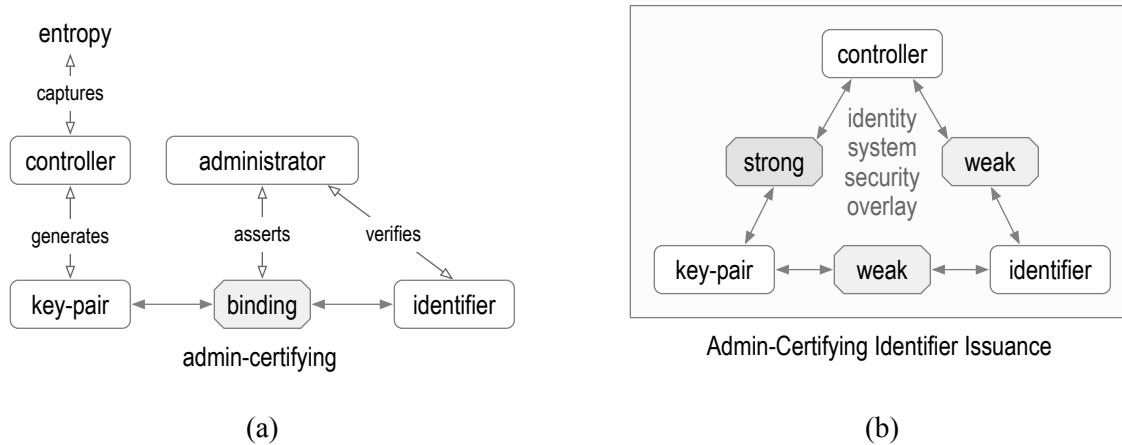 entropy
captures
controller
administrator
generates
asserts
verifies
key-pair
binding
identifier
admin-certifying
(a)
controller
identity
system
security
overlay
strong
weak
key-pair
weak
identifier
Admin-Certifying Identifier Issuance
(b)